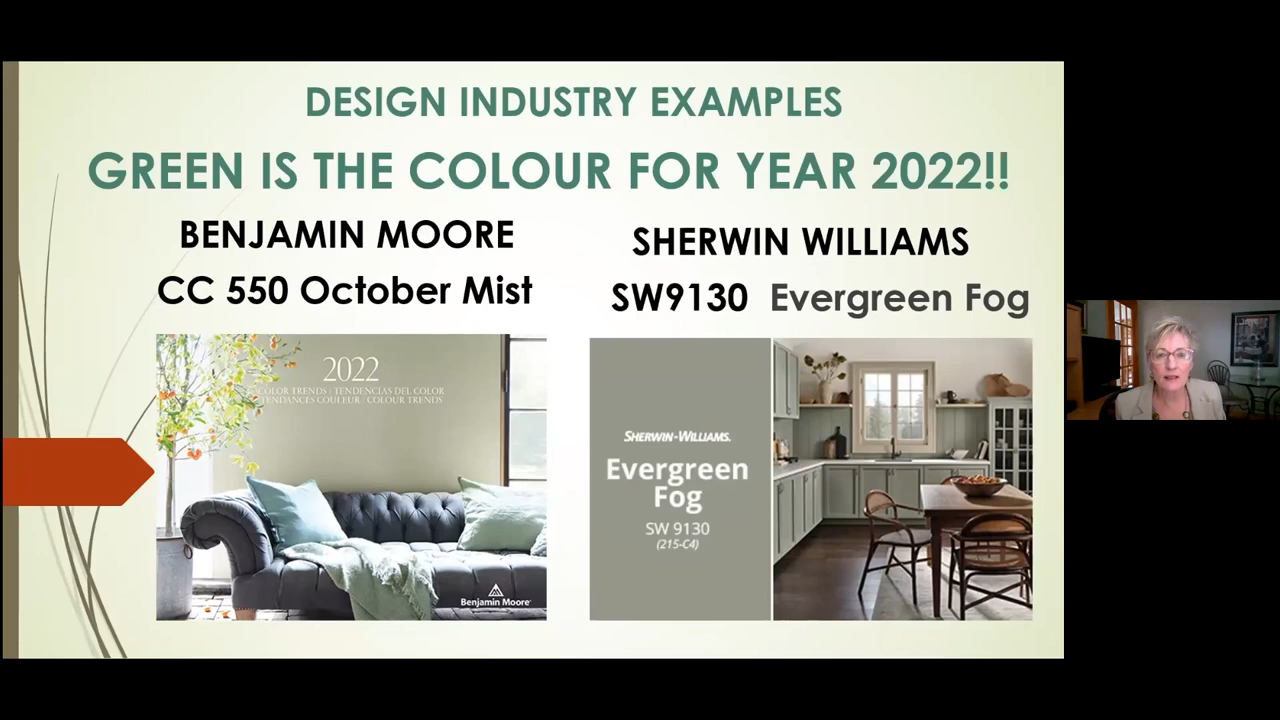 DESIGN INDUSTRY EXAMPLES
GREEN IS THE COLOUR FOR YEAR 2022!!
BENJAMIN MOORE
CC 550 October Mist
SHERWIN WILLIAMS
SW9130 Evergreen Fog
2022
COLOR TRENDS | TENDENCIAS DEL COLOR
TENDANCES COULEUR / COLOUR TRENDS
Benjamin Moore
SHERWIN-WILLIAMS.
Evergreen
Fog
SW 9130
(215-C4)